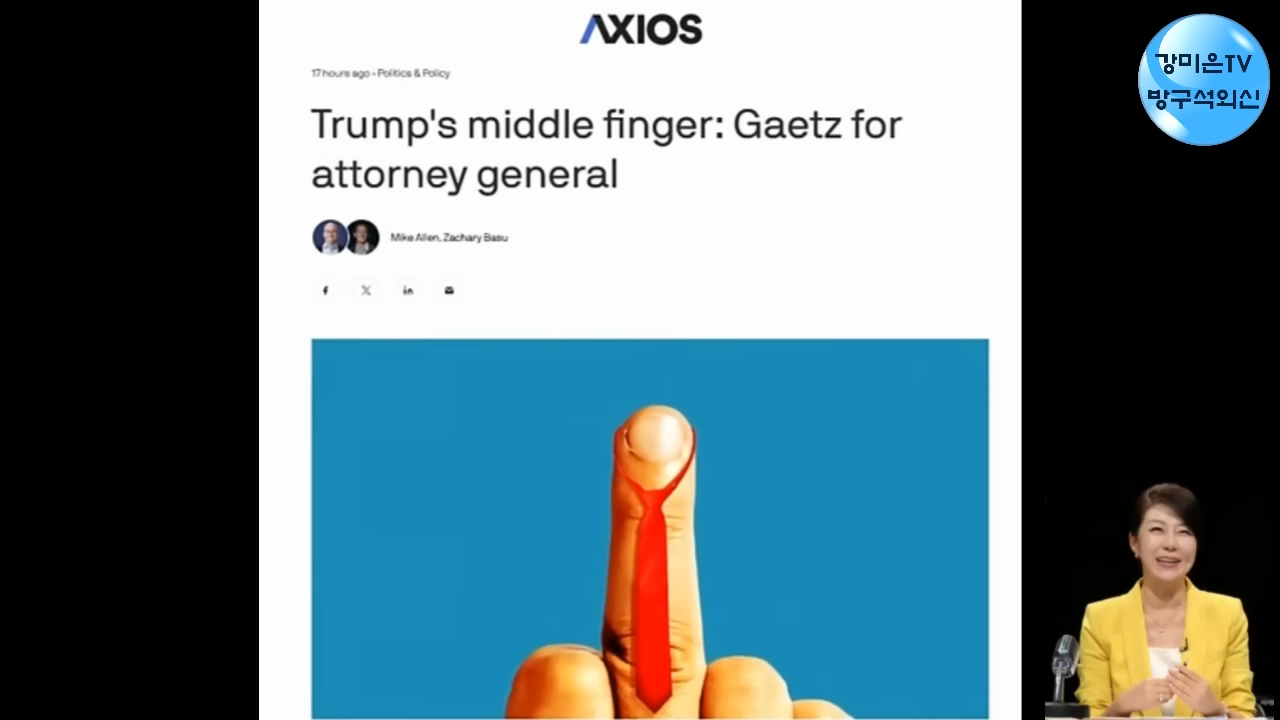 AXIOS
17 hours ago - Politics & Policy
Trump's middle finger: Gaetz for
attorney general
Mike Allen, Zachary Basu
강미은TV
방구석외신